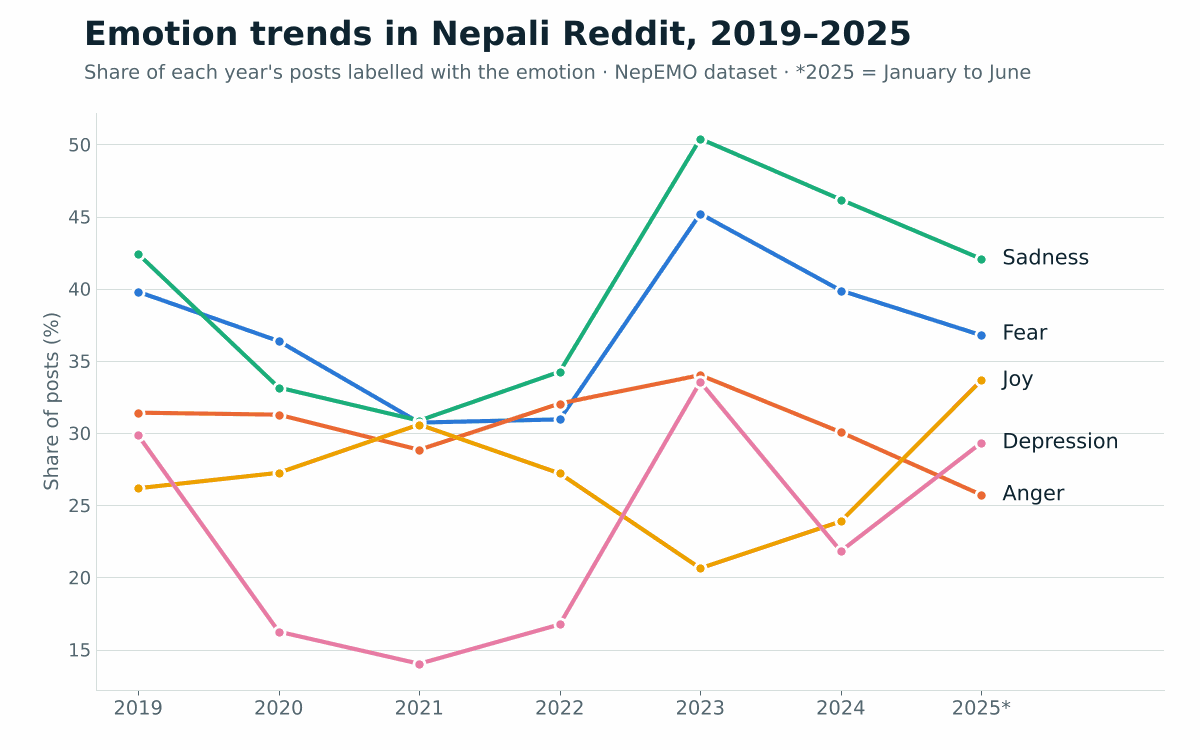 Emotion trends in Nepali Reddit, 2019–2025
Share of each year's posts labelled with the emotion · NepEMO dataset · *2025 = January to June
Share of posts (%)
50
45
40
35
30
25
20
15
Sadness
Fear
Joy
Depression
Anger
2019 2020 2021 2022 2023 2024 2025*